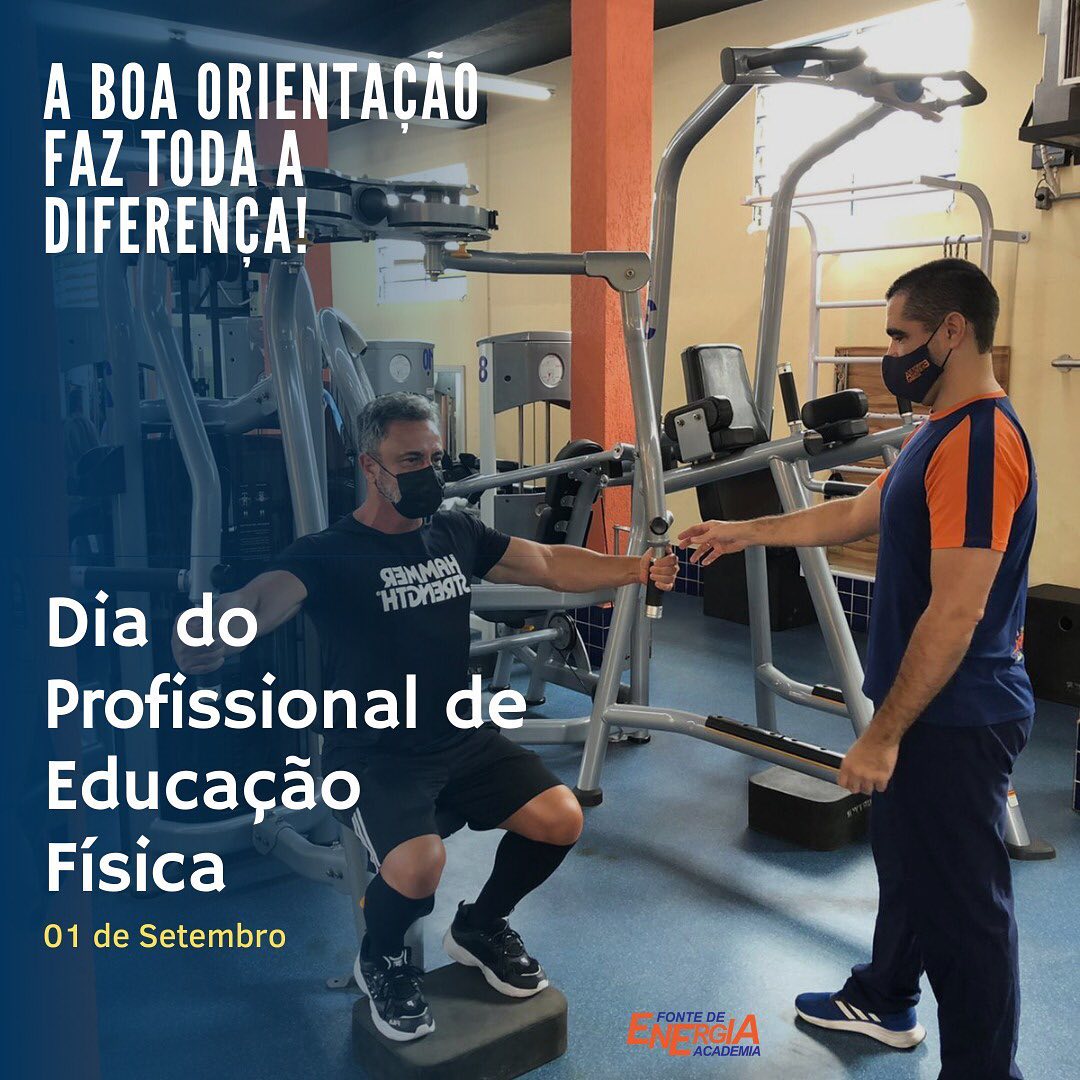 A BOA ORIENTAÇÃO
FAZ TODA A
DIFERENÇA!
8
HAMMER
STRENGTH
Dia do
Profissional de
Educação
Física
01 de Setembro
FONTE DE
ENERGIA
ACADEMIA